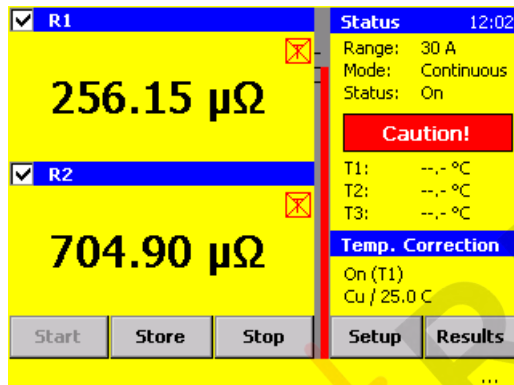 R1
256.15 µΩ
R2
704.90 µΩ
Status 12:02
Range: 30 A
Mode: Continuous
Status: On
Caution!
T1: --,- °C
T2: --,- °C
T3: --,- °C
Temp. Correction
On (T1)
Cu / 25.0 C
Start Store Stop Setup Results
...